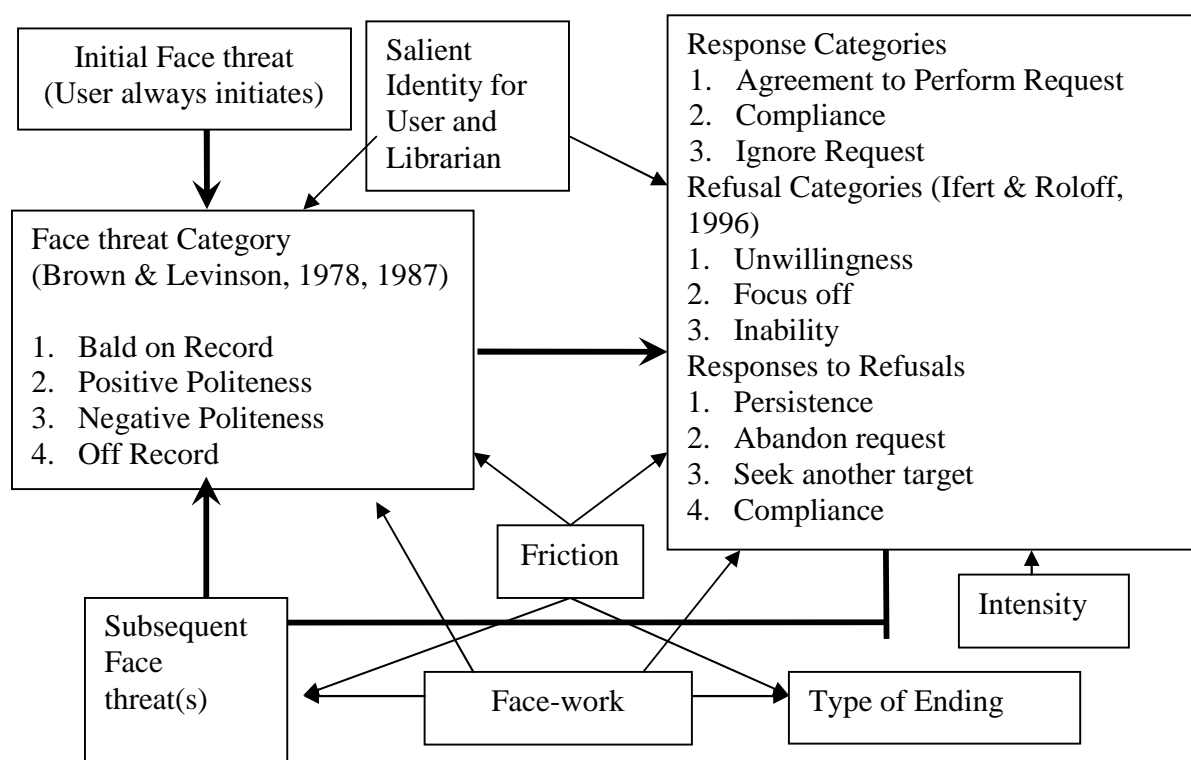 Initial Face threat
(User always initiates)
Salient
Identity for
User and
Librarian
Response Categories
1. Agreement to Perform Request
2. Compliance
3. Ignore Request
Refusal Categories (Ifert & Roloff,
1996)
1. Unwillingness
2. Focus off
3. Inability
Responses to Refusals
1. Persistence
2. Abandon request
3. Seek another target
4. Compliance
Face threat Category
(Brown & Levinson, 1978, 1987)
1. Bald on Record
2. Positive Politeness
3. Negative Politeness
4. Off Record
Friction
Intensity
Subsequent
Face
threat(s)
Face-work
Type of Ending